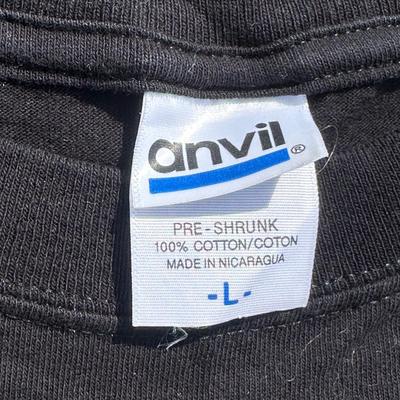 anvil®
PRE-SHRUNK
100% COTTON/COTON
MADE IN NICARAGUA
-L-